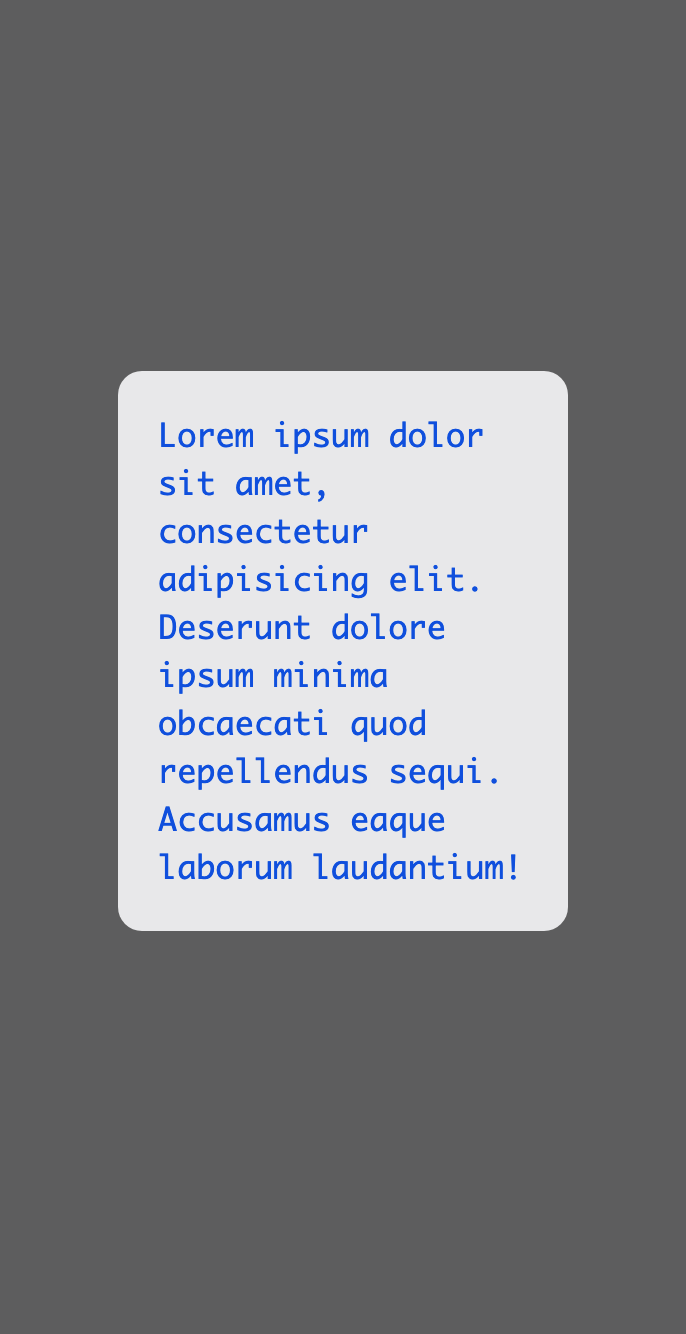 Lorem ipsum dolor
sit amet,
consectetur
adipisicing elit.
Deserunt dolore
ipsum minima
obcaecati quod
repellendus sequi.
Accusamus eaque
laborum laudantium!